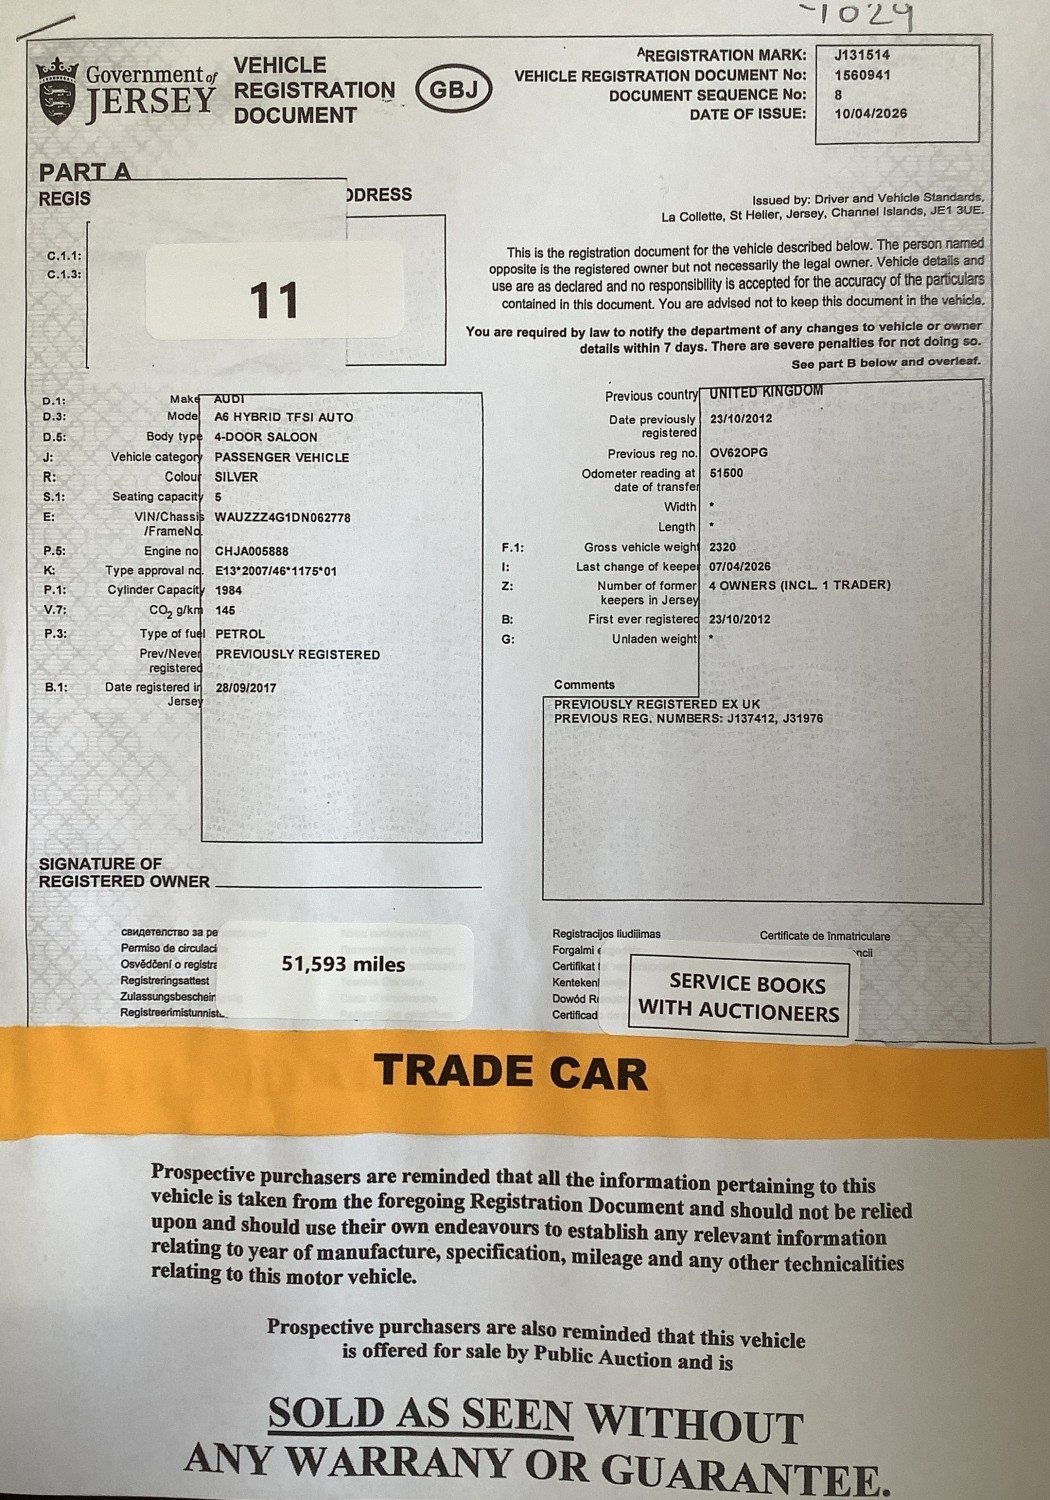 -1024
Government of
JERSEY
VEHICLE
REGISTRATION
DOCUMENT
GBJ
AREGISTRATION MARK: J131514
VEHICLE REGISTRATION DOCUMENT No: 1560941
DOCUMENT SEQUENCE No: 8
DATE OF ISSUE: 10/04/2026
PART A
REGIS DDRESS
C.1.1:
C.1.3:
11
Issued by: Driver and Vehicle Standards,
La Collette, St Helier, Jersey, Channel Islands, JE1 3UE.
This is the registration document for the vehicle described below. The person named
opposite is the registered owner but not necessarily the legal owner. Vehicle details and
use are as declared and no responsibility is accepted for the accuracy of the particulars
contained in this document. You are advised not to keep this document in the vehicle.
You are required by law to notify the department of any changes to vehicle or owner
details within 7 days. There are severe penalties for not doing so.
See part B below and overleaf.
D.1: Make AUDI
D.3: Model A6 HYBRID TFSI AUTO
D.5: Body type 4-DOOR SALOON
J: Vehicle category PASSENGER VEHICLE
R: Colour SILVER
S.1: Seating capacity 5
E: VIN/Chassis WAUZZZ4G1DN062778
/FrameNo.
P.5: Engine no CHJA005888
K: Type approval no. E13*2007/46*1175*01
P.1: Cylinder Capacity 1984
V.7: CO2 g/km 145
P.3: Type of fuel PETROL
Prev/Never PREVIOUSLY REGISTERED
registered
B.1: Date registered in 28/09/2017
Jersey
Previous country UNITED KINGDOM
Date previously 23/10/2012
registered
Previous reg no. OV62OPG
Odometer reading at 51500
date of transfer
Width *
Length *
F.1: Gross vehicle weight 2320
I: Last change of keeper 07/04/2026
Z: Number of former 4 OWNERS (INCL. 1 TRADER)
keepers in Jersey
B: First ever registered 23/10/2012
G: Unladen weight *
Comments
PREVIOUSLY REGISTERED EX UK
PREVIOUS REG. NUMBERS: J137412, J31976
SIGNATURE OF
REGISTERED OWNER
свидетенство за ре
Permiso de circulaci
Osvědčení o registra
Registreringsattest
Zulassungsbeschein
Registreerimistunnist
51,593 miles
Registracijos liudiiimas
Forgalmi e
Certifikat
Kenteken
Dowód R
Certificad
Certificate de înmatriculare
ncii
SERVICE BOOKS
WITH AUCTIONEERS
TRADE CAR
Prospective purchasers are reminded that all the information pertaining to this
vehicle is taken from the foregoing Registration Document and should not be relied
upon and should use their own endeavours to establish any relevant information
relating to year of manufacture, specification, mileage and any other technicalities
relating to this motor vehicle.
Prospective purchasers are also reminded that this vehicle
is offered for sale by Public Auction and is
SOLD AS SEEN WITHOUT
ANY WARRANY OR GUARANTEE.